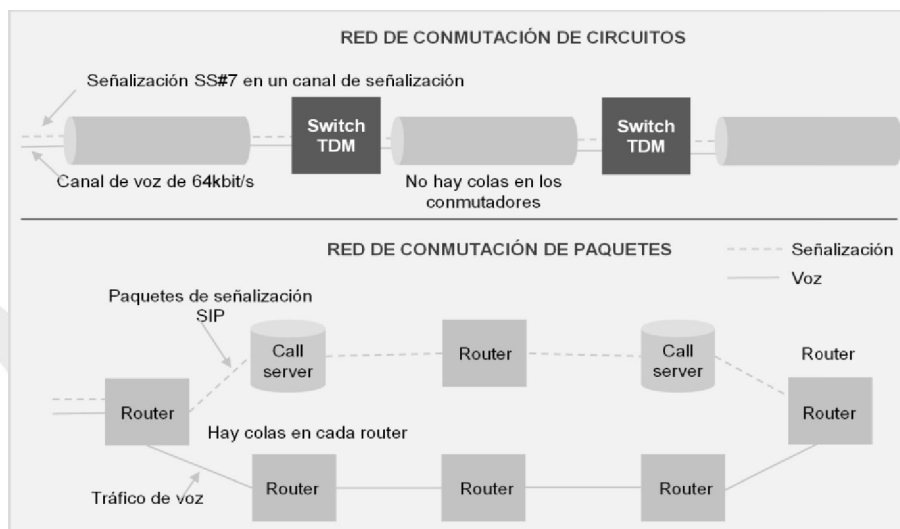 RED DE CONMUTACIÓN DE CIRCUITOS
Señalización SS#7 en un canal de señalización
Switch
TDM
Switch
TDM
Canal de voz de 64kbit/s
No hay colas en los
conmutadores
RED DE CONMUTACIÓN DE PAQUETES
Señalización
Voz
Paquetes de señalización
SIP
Call
server
Router
Call
server
Router
Router
Router
Hay colas en cada router
Tráfico de voz
Router
Router
Router